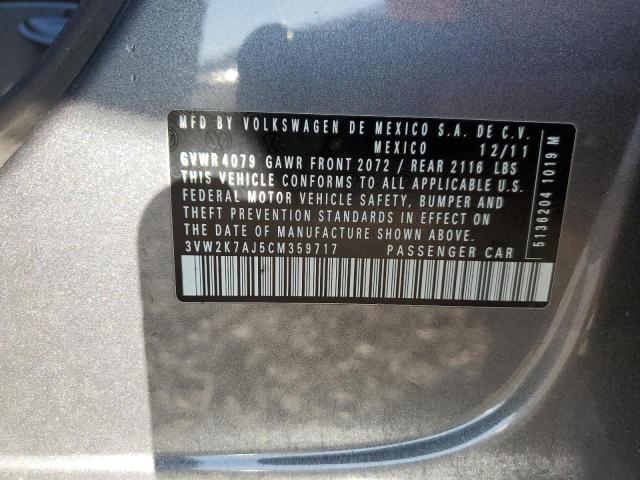 MFD BY VOLKSWAGEN DE MEXICO S.A. DE C.V.
MEXICO 12/11
GVWR 4079 GAWR FRONT 2072 / REAR 2116 LBS
THIS VEHICLE CONFORMS TO ALL APPLICABLE U.S.
FEDERAL MOTOR VEHICLE SAFETY, BUMPER AND
THEFT PREVENTION STANDARDS IN EFFECT ON
THE DATE OF MANUFACTURE SHOWN ABOVE.
3VW2K7AJ5CM359717 PASSENGER CAR
5136204 1019 M